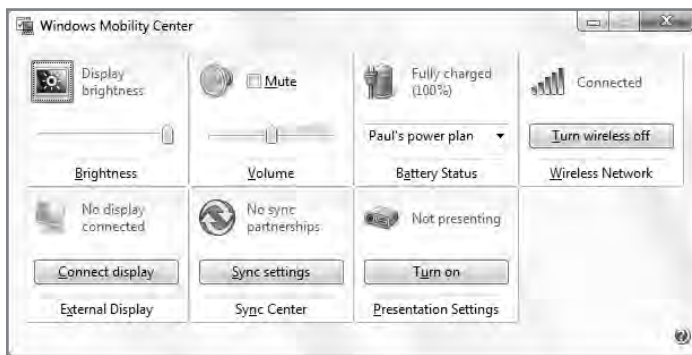 Windows Mobility Center
Display
brightness
Brightness
Mute
Volume
Fully charged
(100%)
Paul's power plan
Battery Status
Connected
Turn wireless off
Wireless Network
No display
connected
Connect display
External Display
No sync
partnerships
Sync settings
Sync Center
Not presenting
Turn on
Presentation Settings